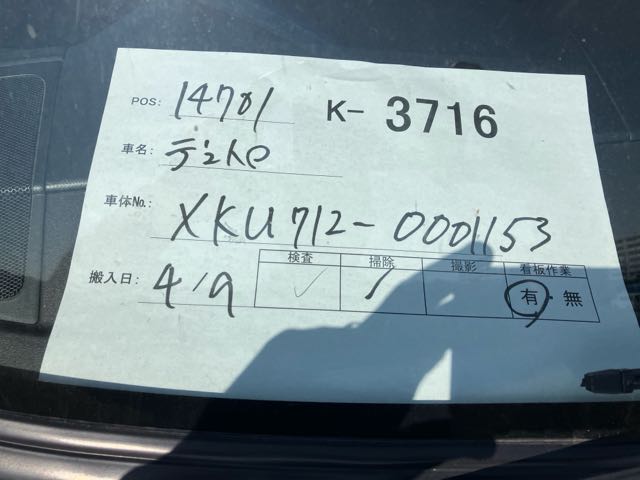 POS: 14701 K- 3716
車名: デュトロ
車体No.: XKU712-0001153
搬入日: 4/9
検査 掃除 撮影 看板作業
✓ ✓ 有・無